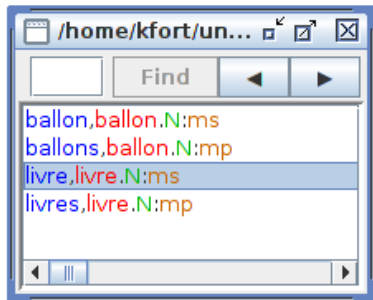 /home/kfort/un...
Find
ballon,ballon.N:ms
ballons,ballon.N:mp
livre,livre.N:ms
livres,livre.N:mp